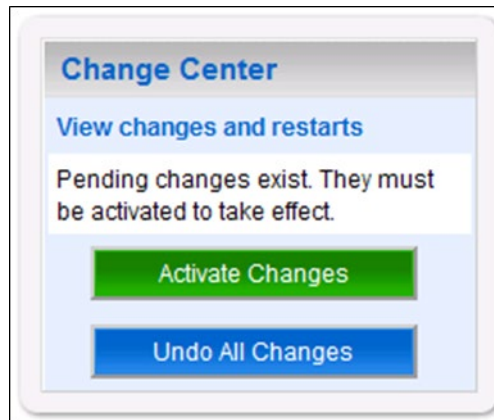 Change Center
View changes and restarts
Pending changes exist. They must
be activated to take effect.
Activate Changes
Undo All Changes